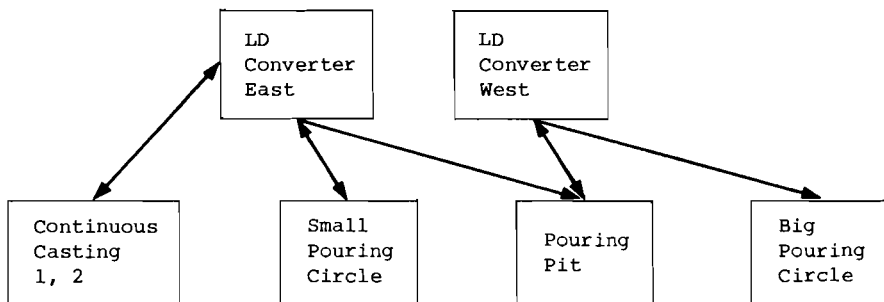 LD
Converter
East
LD
Converter
West
Continuous
Casting
1, 2
Small
Pouring
Circle
Pouring
Pit
Big
Pouring
Circle